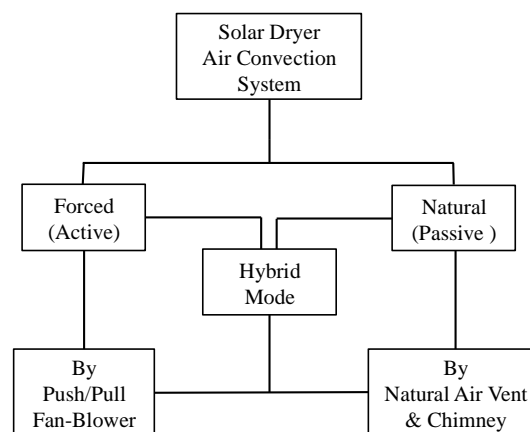 Solar Dryer
Air Convection
System
Forced
(Active)
Natural
(Passive )
Hybrid
Mode
By
Push/Pull
Fan-Blower
By
Natural Air Vent
& Chimney